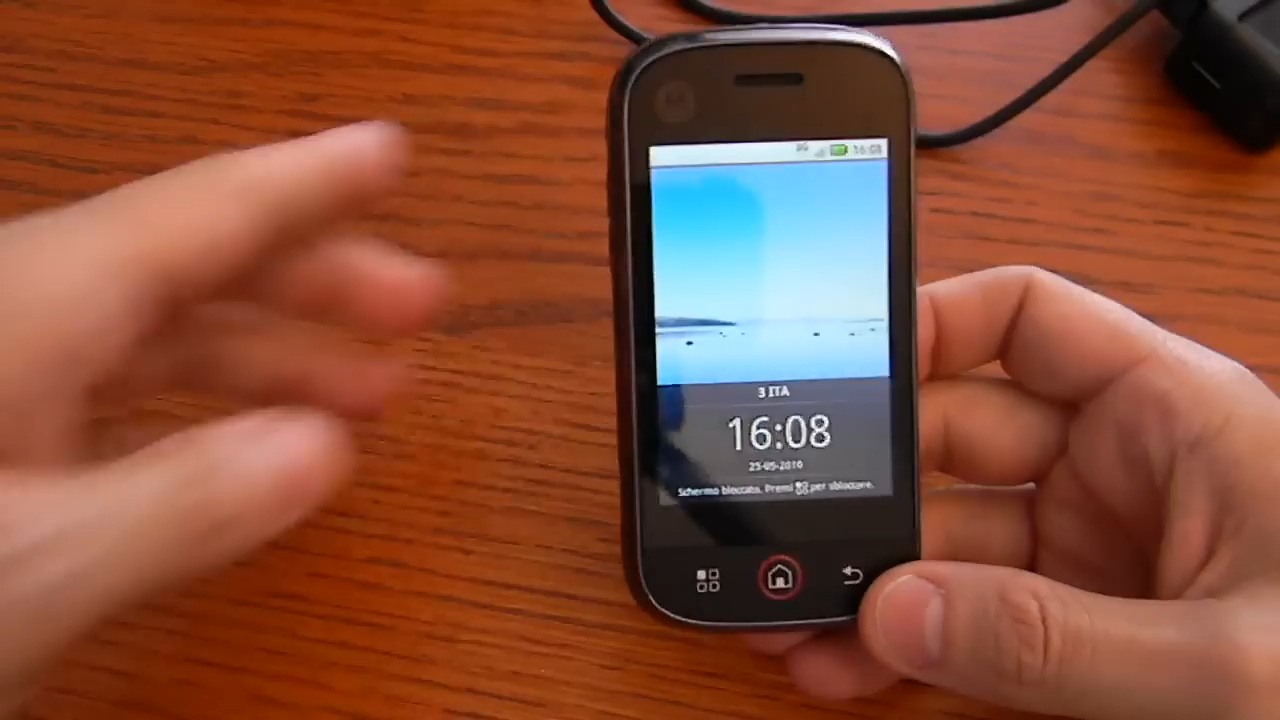 16:08
3 ITA
16:08
25-05-2010
Schermo bloccato. Premi per sbloccare.